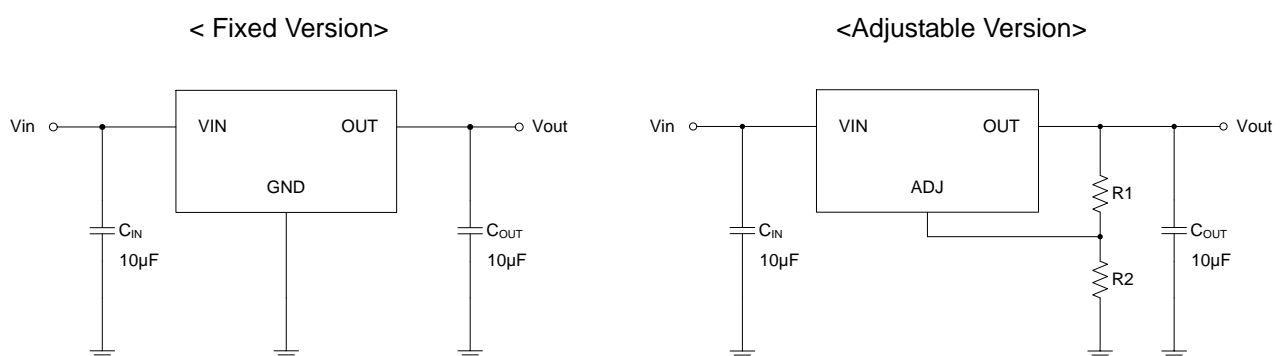 < Fixed Version>
Vin
VIN
OUT
Vout
GND
CIN
10µF
COUT
10µF
<Adjustable Version>
Vin
VIN
OUT
Vout
ADJ
R1
CIN
10µF
COUT
10µF
R2